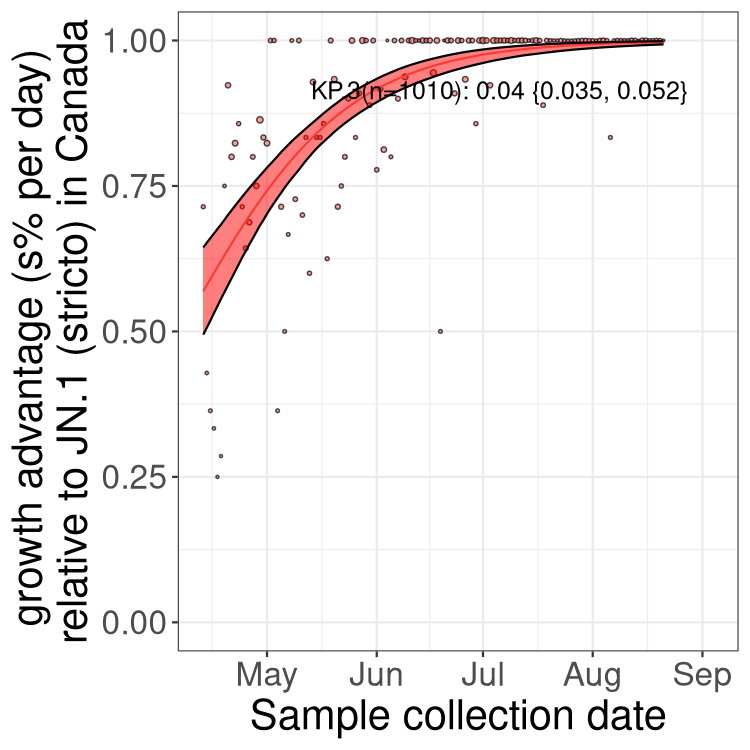 growth advantage (s% per day)
relative to JN.1 (stricto) in Canada
1.00
0.75
0.50
0.25
0.00
KP.3(n=1010): 0.04 {0.035, 0.052}
May Jun Jul Aug Sep
Sample collection date